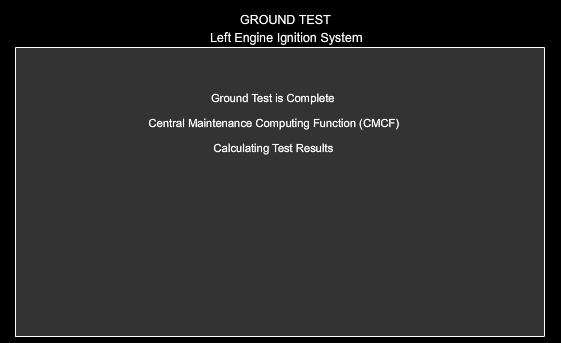 GROUND TEST
Left Engine Ignition System
Ground Test is Complete
Central Maintenance Computing Function (CMCF)
Calculating Test Results